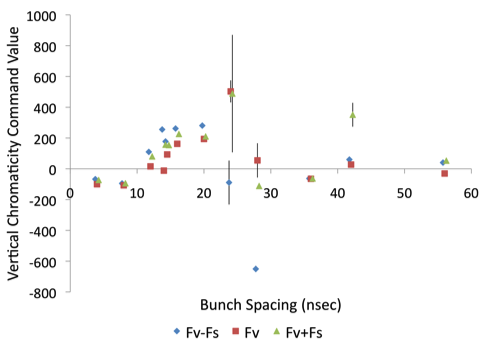 1000
800
600
400
200
0
-200
-400
-600
-800
0 10 20 30 40 50 60
Vertical Chromaticity Command Value
Bunch Spacing (nsec)
Fv-Fs Fv Fv+Fs